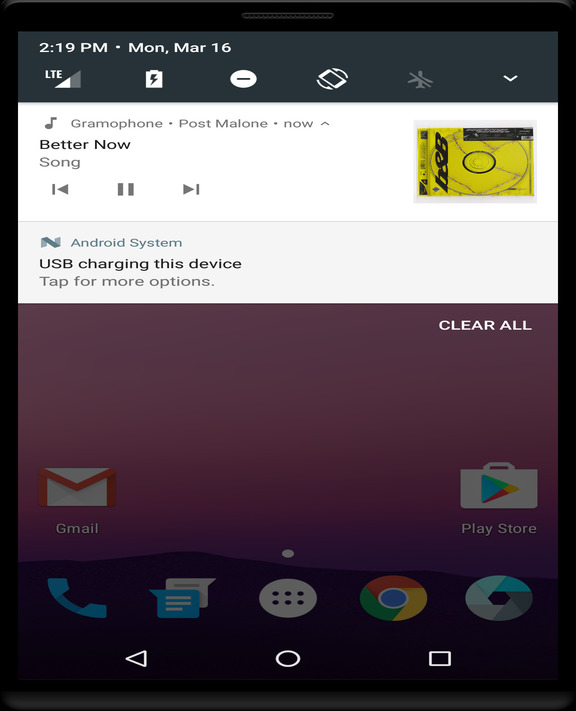 2:19 PM • Mon, Mar 16
LTE
Gramophone • Post Malone • now
Better Now
Song
b&b
Android System
USB charging this device
Tap for more options.
CLEAR ALL
Gmail
Play Store